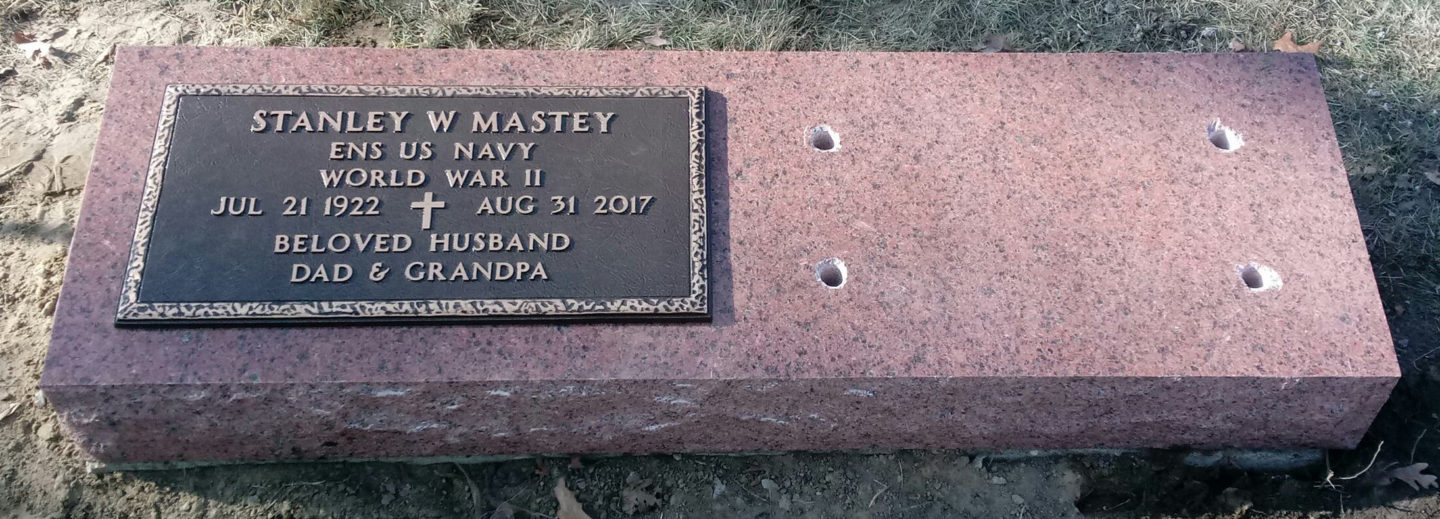 STANLEY W MASTEY
ENS US NAVY
WORLD WAR II
JUL 21 1922 AUG 31 2017
BELOVED HUSBAND
DAD & GRANDPA